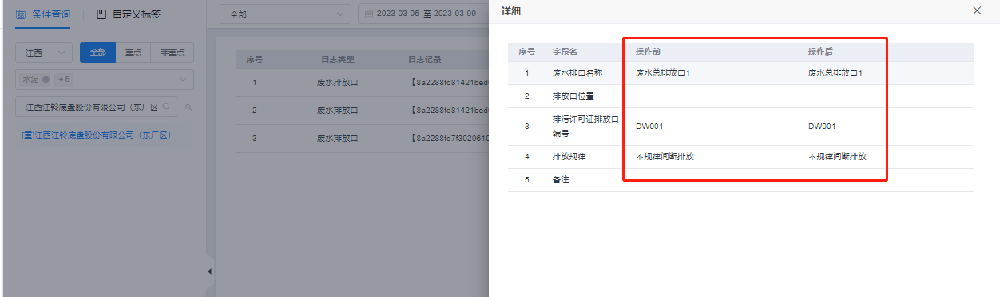 条件查询
自定义标签
江西
全部
重点
非重点
水泥
+ 5
江西江铃底盘股份有限公司（东厂区
[重]江西江铃底盘股份有限公司（东厂区）
全部
2023-03-05 至 2023-03-09
序号 日志类型 日志记录
1 废水排放口 【8a2288fd81421bed
2 废水排放口 【8a2288fd81421bed
3 废水排放口 【8a2288fd7f3020610
详细
序号 字段名 操作前 操作后
1 废水排口名称 废水总排放口1 废水总排放口1
2 排放口位置
3 排污许可证排放口
编号 DW001 DW001
4 排放规律 不规律间断排放 不规律间断排放
5 备注